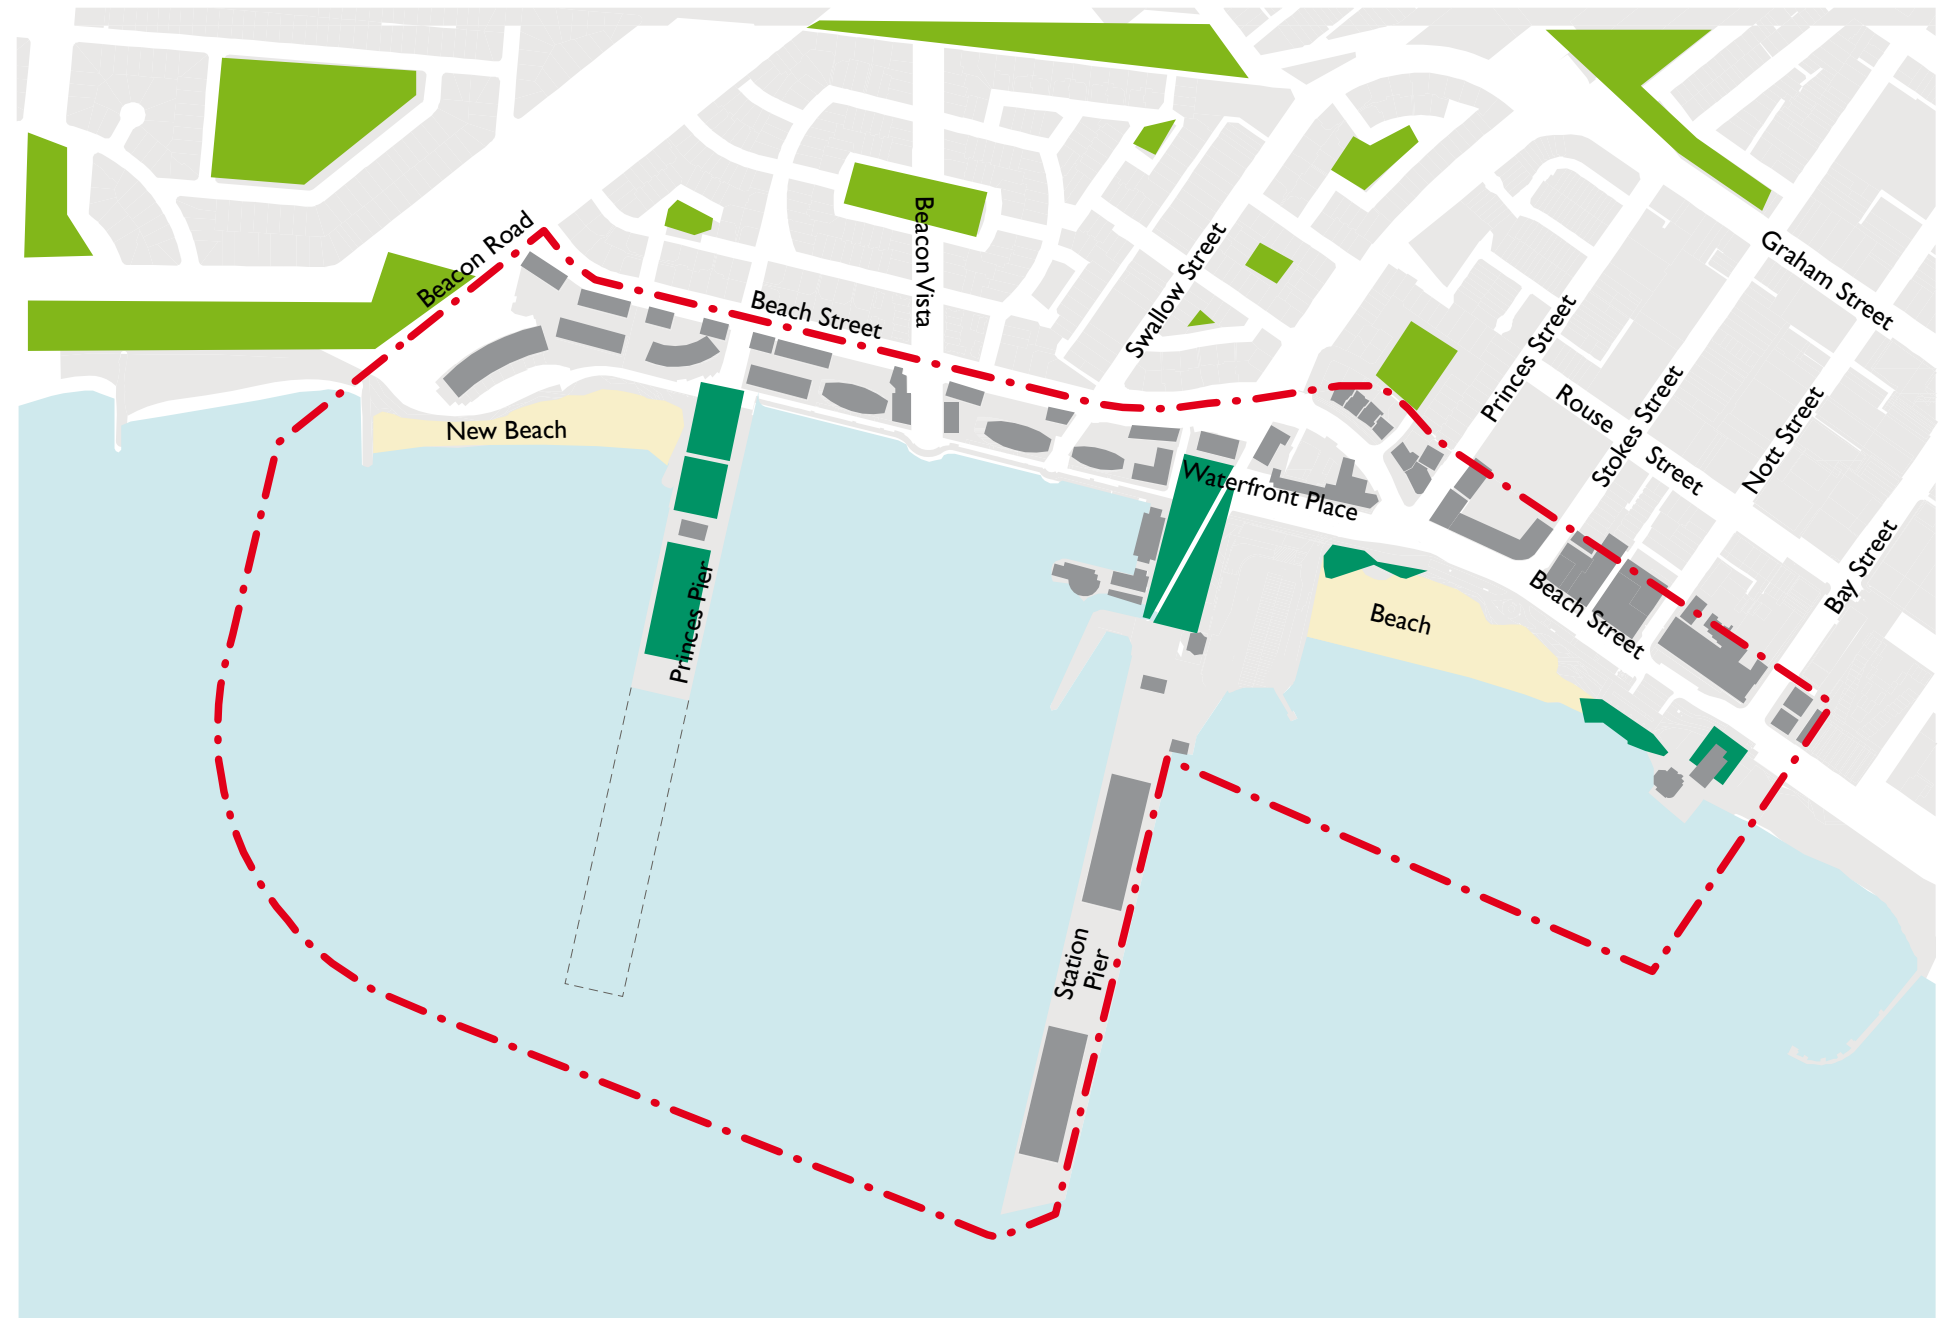 Beacon Road
Beacon Vista
Beach Street
Swallow Street
Graham Street
Princes Street
Rouse
Street
Stokes Street
Nott Street
Bay Street
New Beach
Waterfront Place
Princes Pier
Beach
Beach Street
Station
Pier